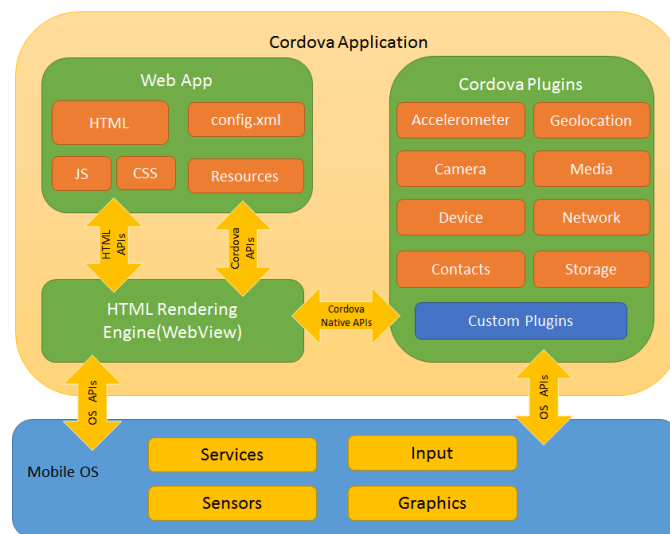 Cordova Application
Web App
HTML
config.xml
JS
CSS
Resources
HTML
APIs
Cordova
APIs
HTML Rendering
Engine(WebView)
Cordova
Native APIs
Cordova Plugins
Accelerometer
Geolocation
Camera
Media
Device
Network
Contacts
Storage
Custom Plugins
OS APIs
OS APIs
Mobile OS
Services
Input
Sensors
Graphics